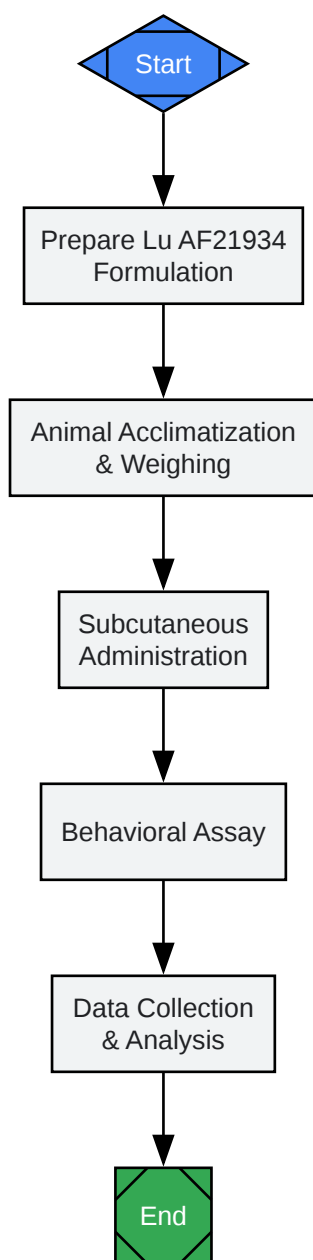 Start
Prepare Lu AF21934
Formulation
Animal Acclimatization
& Weighing
Subcutaneous
Administration
Behavioral Assay
Data Collection
& Analysis
End